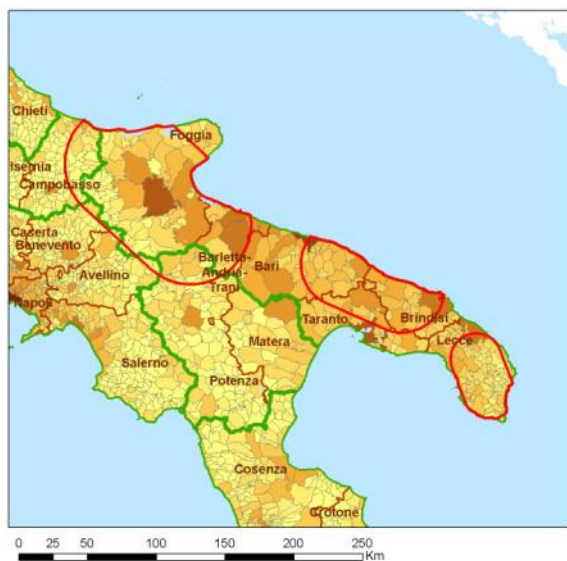 Chieti
Foggia
Isernia
Campobasso
Caserta
Benevento
Barletta-
Andria-
Trani
Bari
Avellino
Napoli
Taranto
Brindisi
Lecce
Matera
Salerno
Potenza
Cosenza
Crotone
0 25 50 100 150 200 250
Km